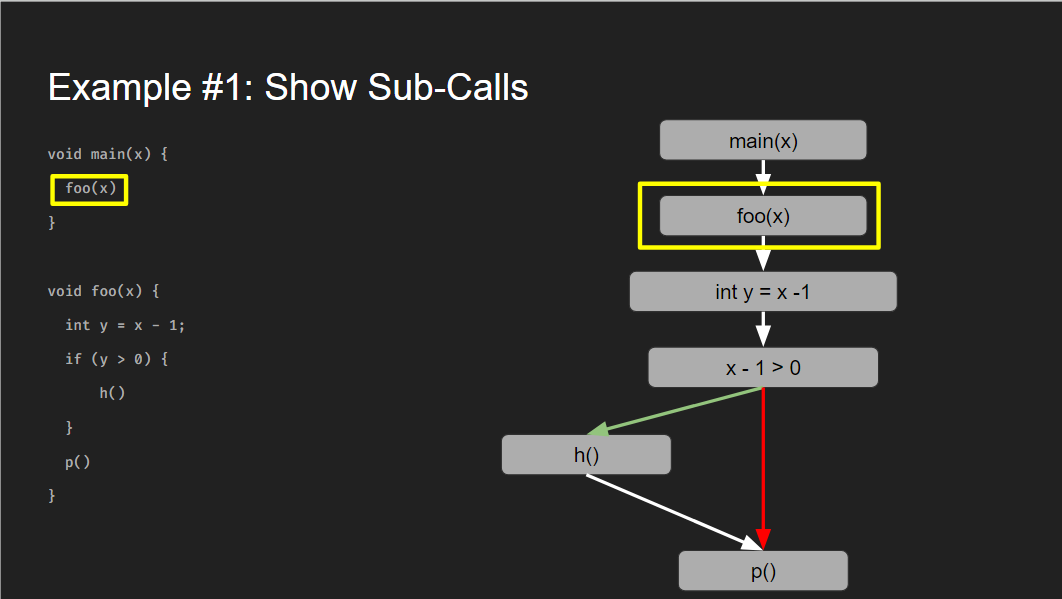 Example #1: Show Sub-Calls
void main(x) {
foo(x)
}
void foo(x) {
int y = x - 1;
if (y > 0) {
h()
}
p()
}
main(x)
foo(x)
int y = x -1
x - 1 > 0
h()
p()